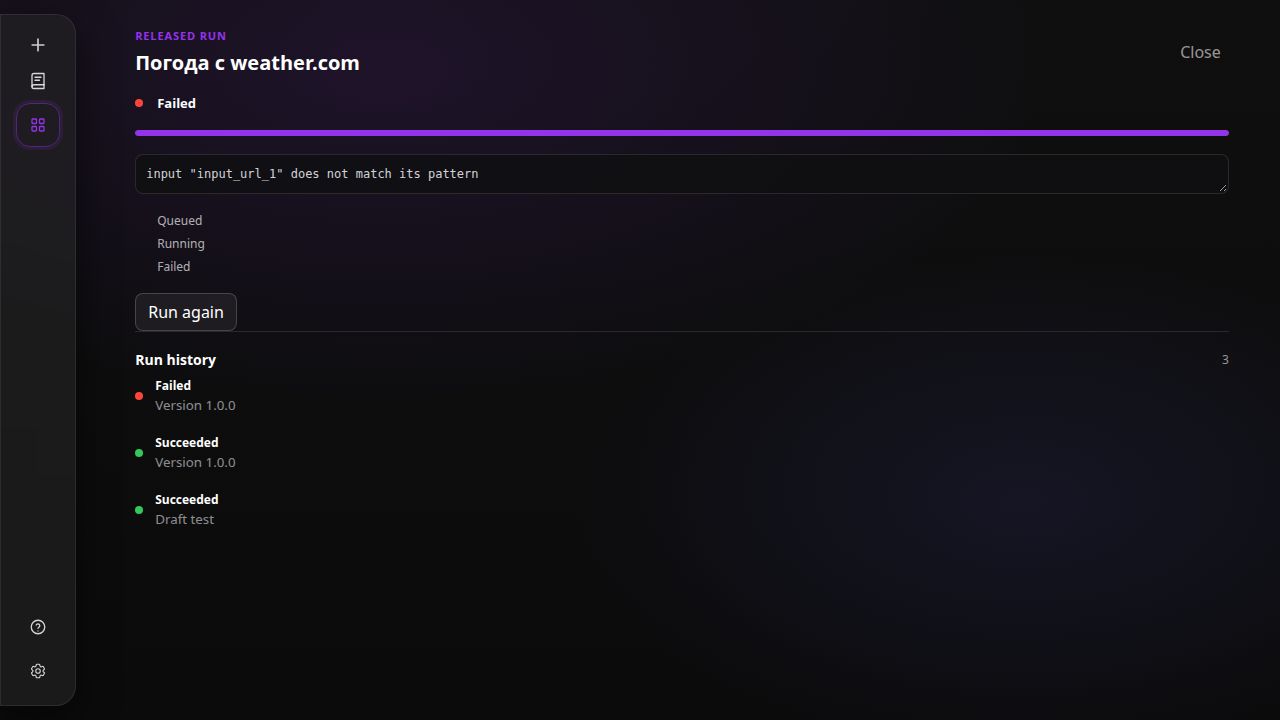 RELEASED RUN
Погода с weather.com
Close
Failed
input "input_url_1" does not match its pattern
Queued
Running
Failed
Run again
Run history
3
Failed
Version 1.0.0
Succeeded
Version 1.0.0
Succeeded
Draft test